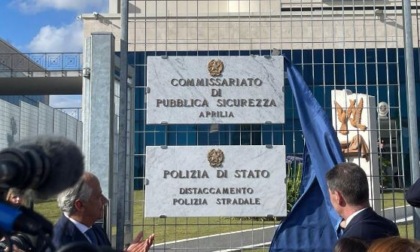 COMMISSARIATO
DI
PUBBLICA SICUREZZA
APRILIA
POLIZIA DI STATO
DISTACCAMENTO
POLIZIA STRADALE